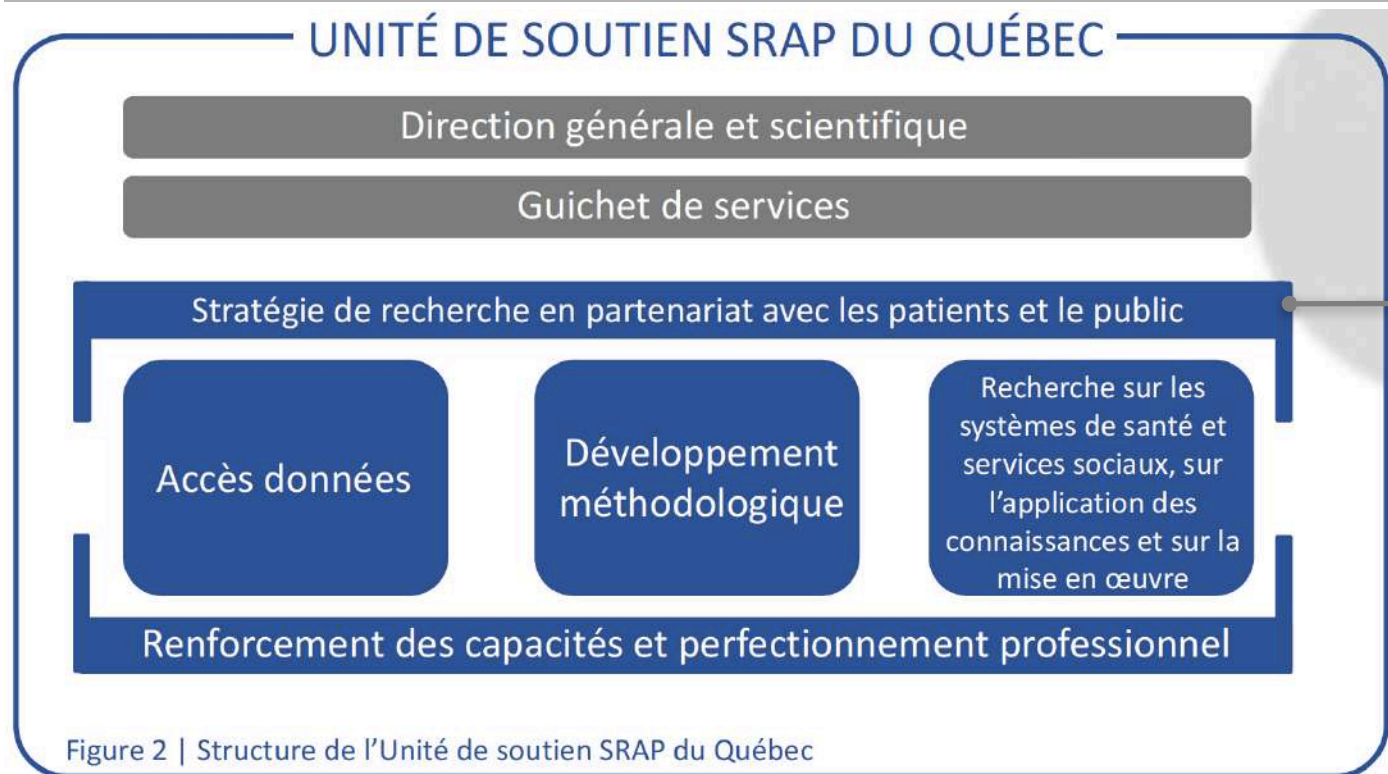 UNITÉ DE SOUTIEN SRAP DU QUÉBEC
Direction générale et scientifique
Guichet de services
Stratégie de recherche en partenariat avec les patients et le public
Accès données
Développement
méthodologique
Recherche sur les
systèmes de santé et
services sociaux, sur
l’application des
connaissances et sur la
mise en œuvre
Renforcement des capacités et perfectionnement professionnel
Figure 2 | Structure de l’Unité de soutien SRAP du Québec